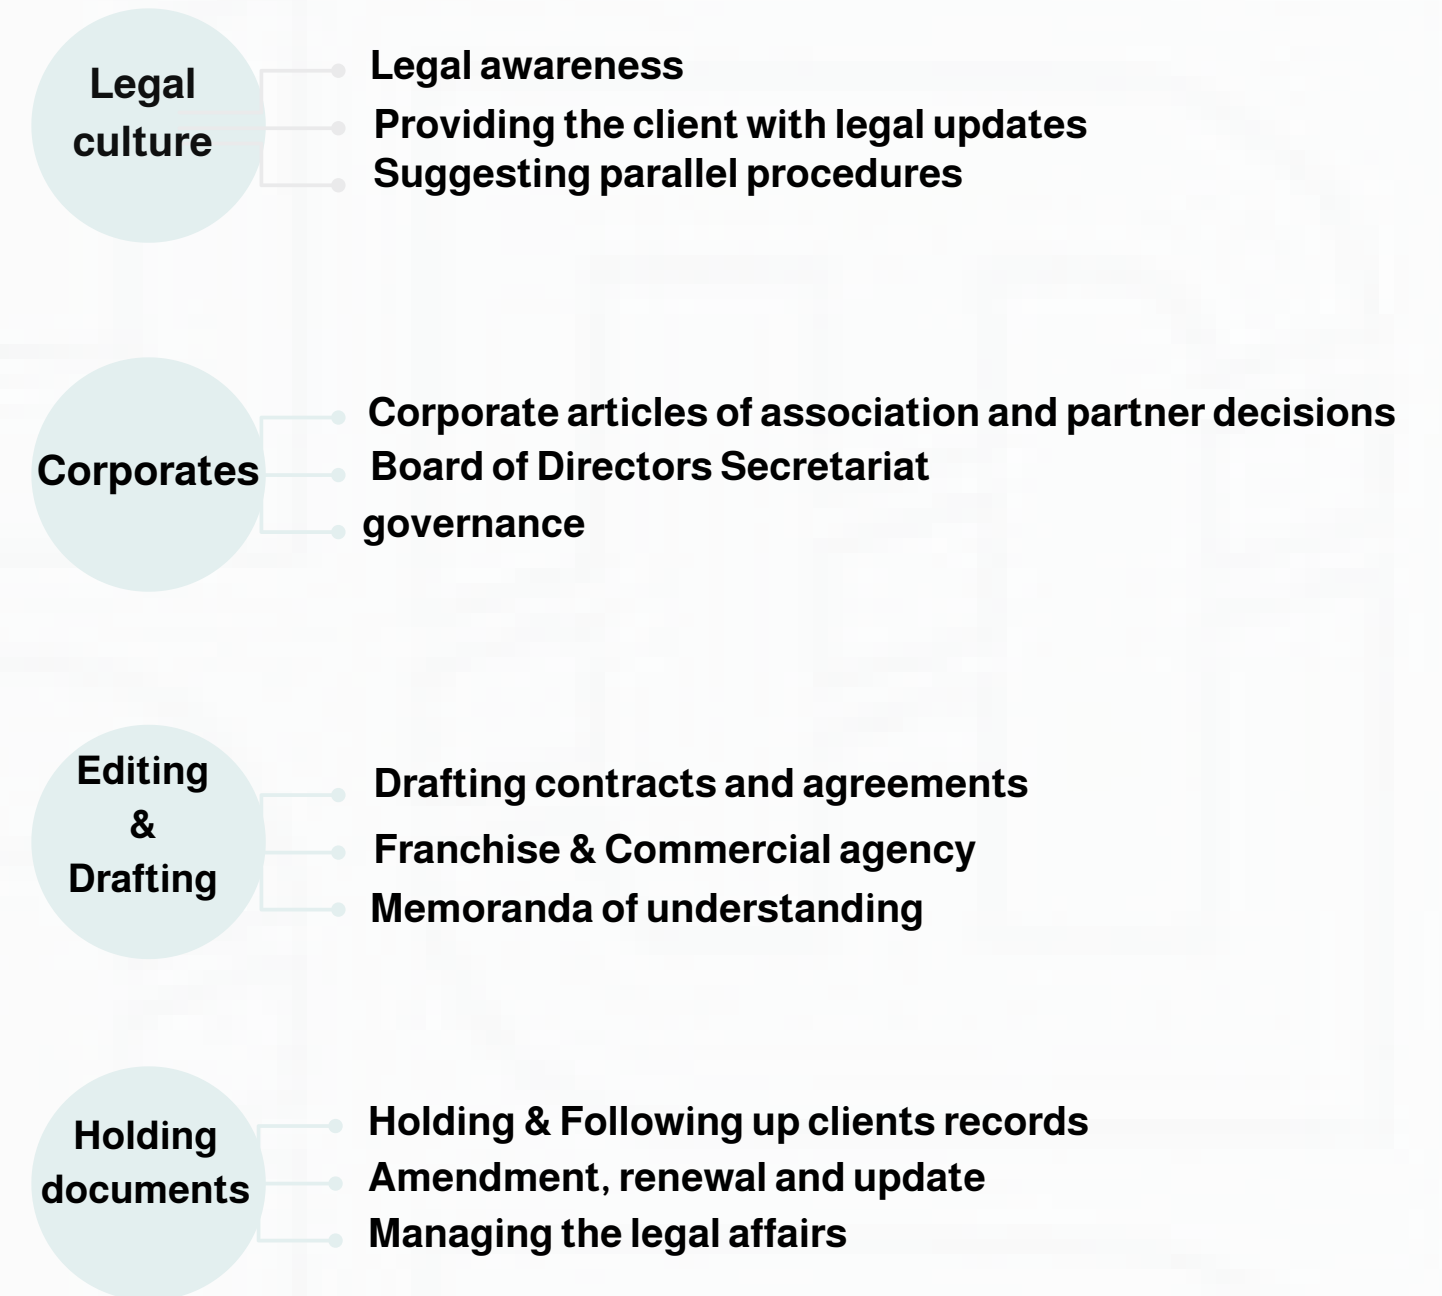 Legal
culture
Legal awareness
Providing the client with legal updates
Suggesting parallel procedures
Corporates
Corporate articles of association and partner decisions
Board of Directors Secretariat
governance
Editing
&
Drafting
Drafting contracts and agreements
Franchise & Commercial agency
Memoranda of understanding
Holding
documents
Holding & Following up clients records
Amendment, renewal and update
Managing the legal affairs